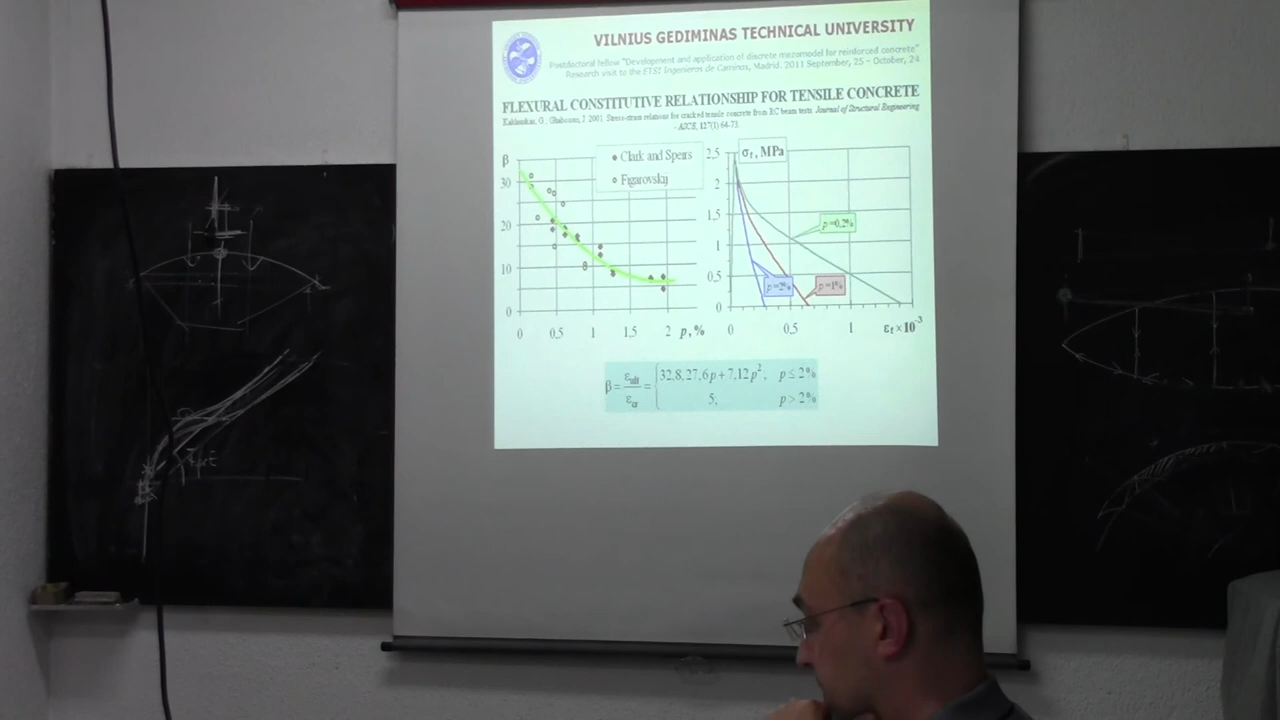 VILNIUS GEDIMINAS TECHNICAL UNIVERSITY
Postdoctoral fellow "Development and application of discrete mezomodel for reinforced concrete"
Research visit to the ETSI Ingenieros de Caminos, Madrid. 2011 September, 25 - October, 24
FLEXURAL CONSTITUTIVE RELATIONSHIP FOR TENSILE CONCRETE
Kaklauskas, G., Ghaboussi, J. 2001. Stress-strain relations for cracked tensile concrete from RC beam tests. Journal of Structural Engineering
- ASCE, 127(1) 64-73.
β
30
20
10
0
Clark and Speirs
Figarovskij
0 0,5 1 1,5 2 p, %
2,5
2
1,5
1
0,5
0
σt, MPa
p=0,2%
p=2%
p=1%
0 0,5 1 εt×10⁻³
β = εult/εcr = { 32,8, 27,6p + 7,12p², p ≤ 2%
5, p > 2%